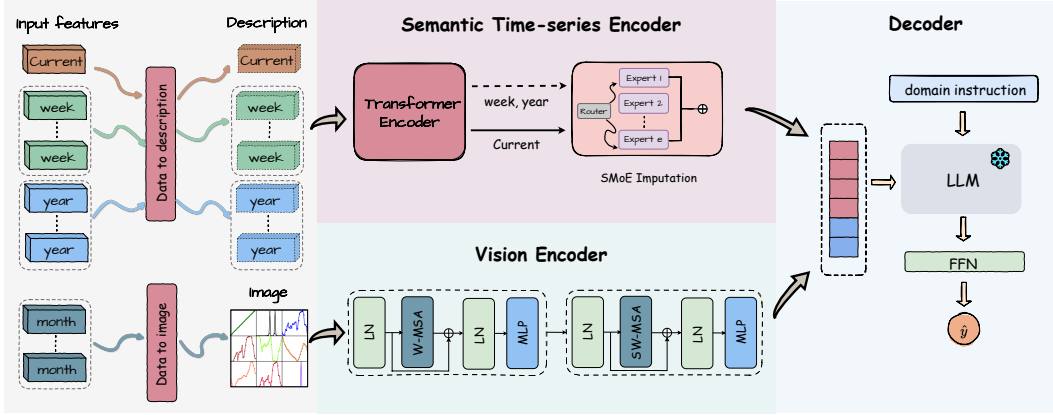 Input features
Description
Current
week
week
year
year
Data to description
Current
week
week
year
year
month
month
Data to image
Image
Semantic Time-series Encoder
Transformer
Encoder
week, year
Current
Router
Expert 1
Expert 2
Expert e
SMoE Imputation
Vision Encoder
LN
W-MSA
LN
MLP
LN
SW-MSA
LN
MLP
Decoder
domain instruction
LLM
FFN
ŷ